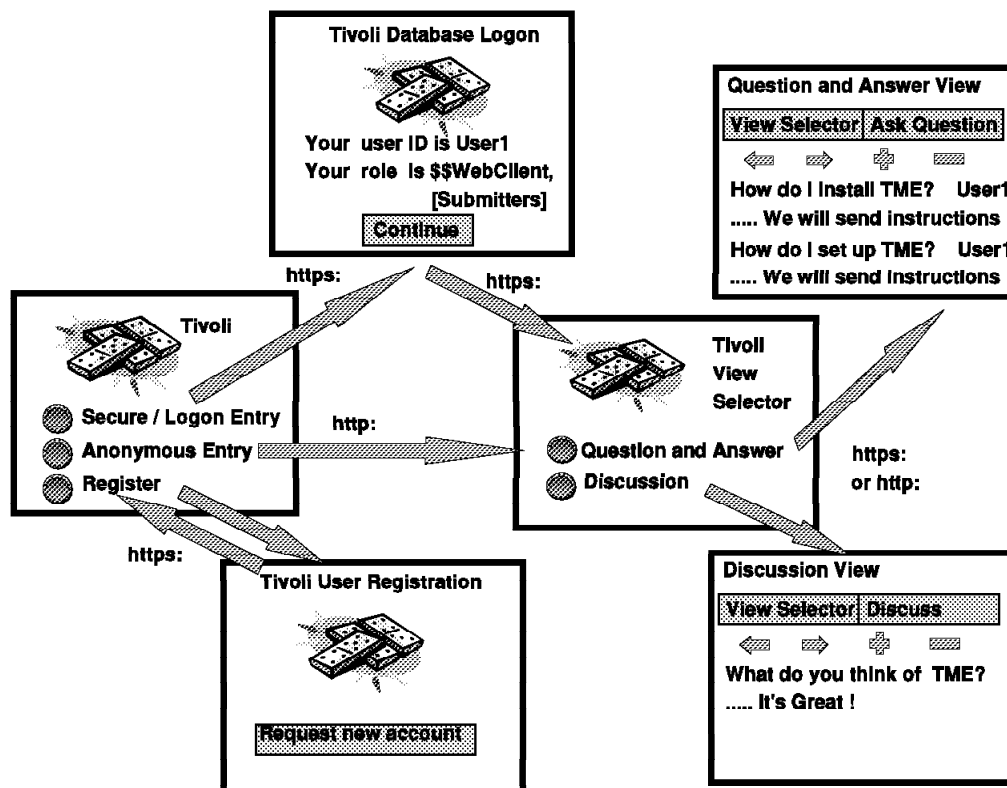 Tivoli Database Logon
Your user ID is User1
Your role is $$WebClient,
[Submitters]
Continue
Question and Answer View
View Selector Ask Question
How do I install TME? User1
..... We will send instructions
How do I set up TME? User1
..... We will send instructions
https:
https:
Tivoli
Secure / Logon Entry
Anonymous Entry
Register
http:
Tivoli
View
Selector
Question and Answer
Discussion
https:
or http:
https:
Tivoli User Registration
Request new account
Discussion View
View Selector Discuss
What do you think of TME?
..... It's Great !